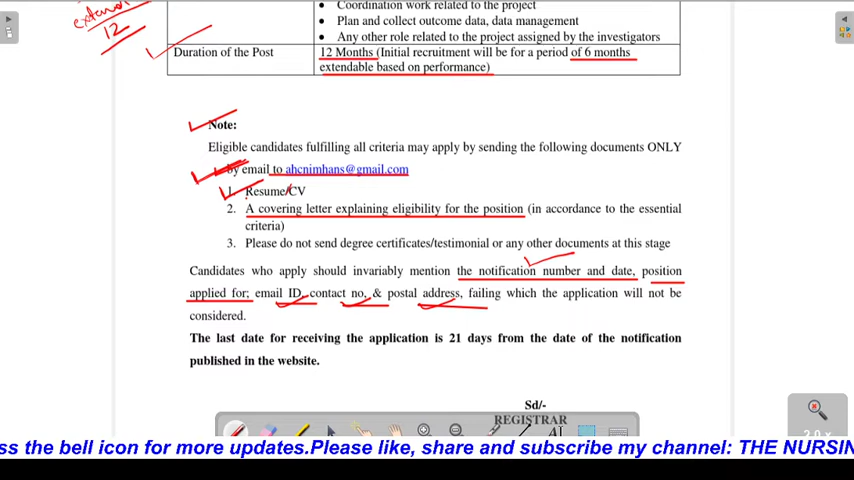 extend
12
Coordination work related to the project
• Plan and collect outcome data, data management
• Any other role related to the project assigned by the investigators
Duration of the Post
12 Months (Initial recruitment will be for a period of 6 months
extendable based on performance)
Note:
Eligible candidates fulfilling all criteria may apply by sending the following documents ONLY
by email to ahcnimhans@gmail.com
1. Resume/CV
2. A covering letter explaining eligibility for the position (in accordance to the essential
criteria)
3. Please do not send degree certificates/testimonial or any other documents at this stage
Candidates who apply should invariably mention the notification number and date, position
applied for; email ID, contact no, & postal address, failing which the application will not be
considered.
The last date for receiving the application is 21 days from the date of the notification
published in the website.
Sd/-
REGISTRAR
2.0 x
ss the bell icon for more updates.Please like, share and subscribe my channel: THE NURSIN